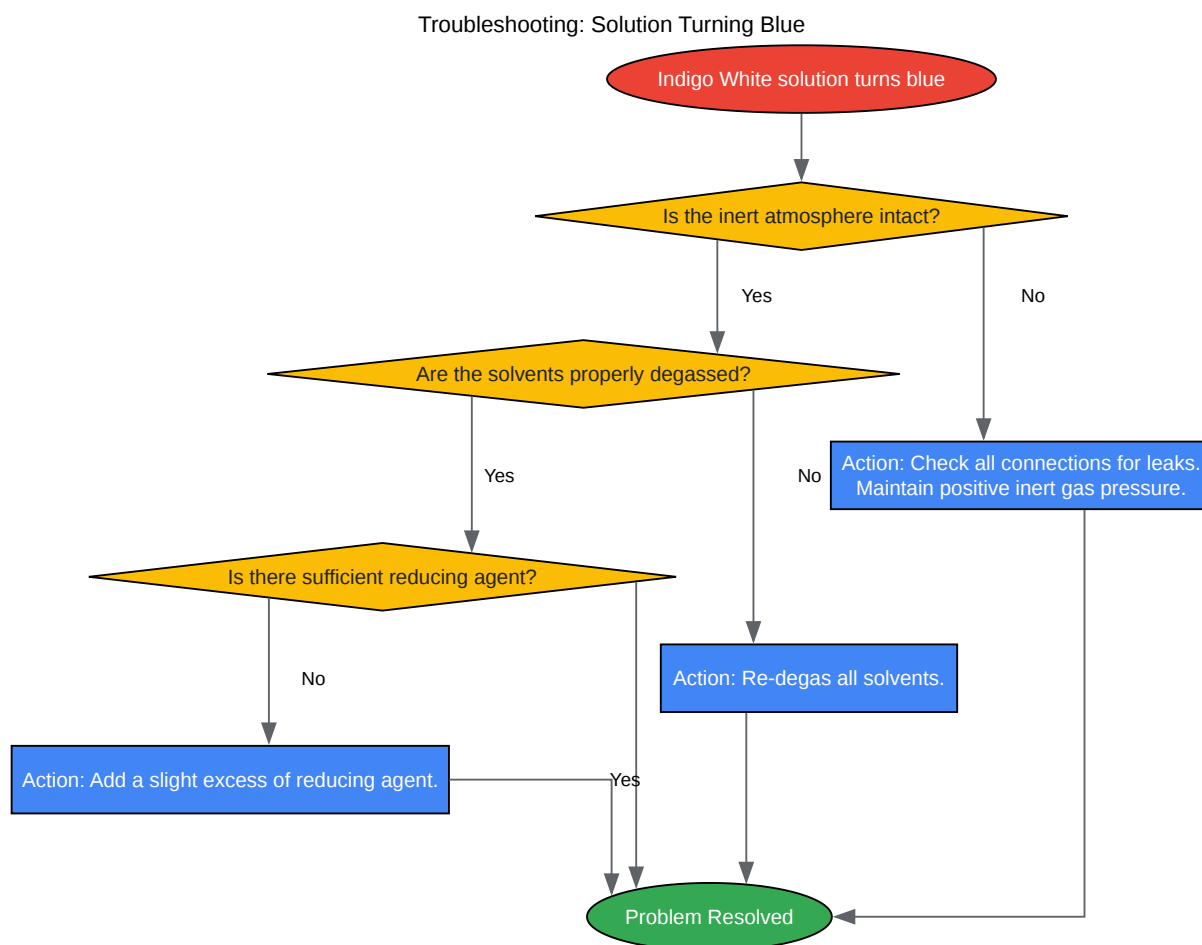 Troubleshooting: Solution Turning Blue
Indigo White solution turns blue
Is the inert atmosphere intact?
Yes
No
Are the solvents properly degassed?
Action: Check all connections for leaks.
Maintain positive inert gas pressure.
Yes
No
Is there sufficient reducing agent?
No
Action: Re-degas all solvents.
Action: Add a slight excess of reducing agent.
Yes
Problem Resolved